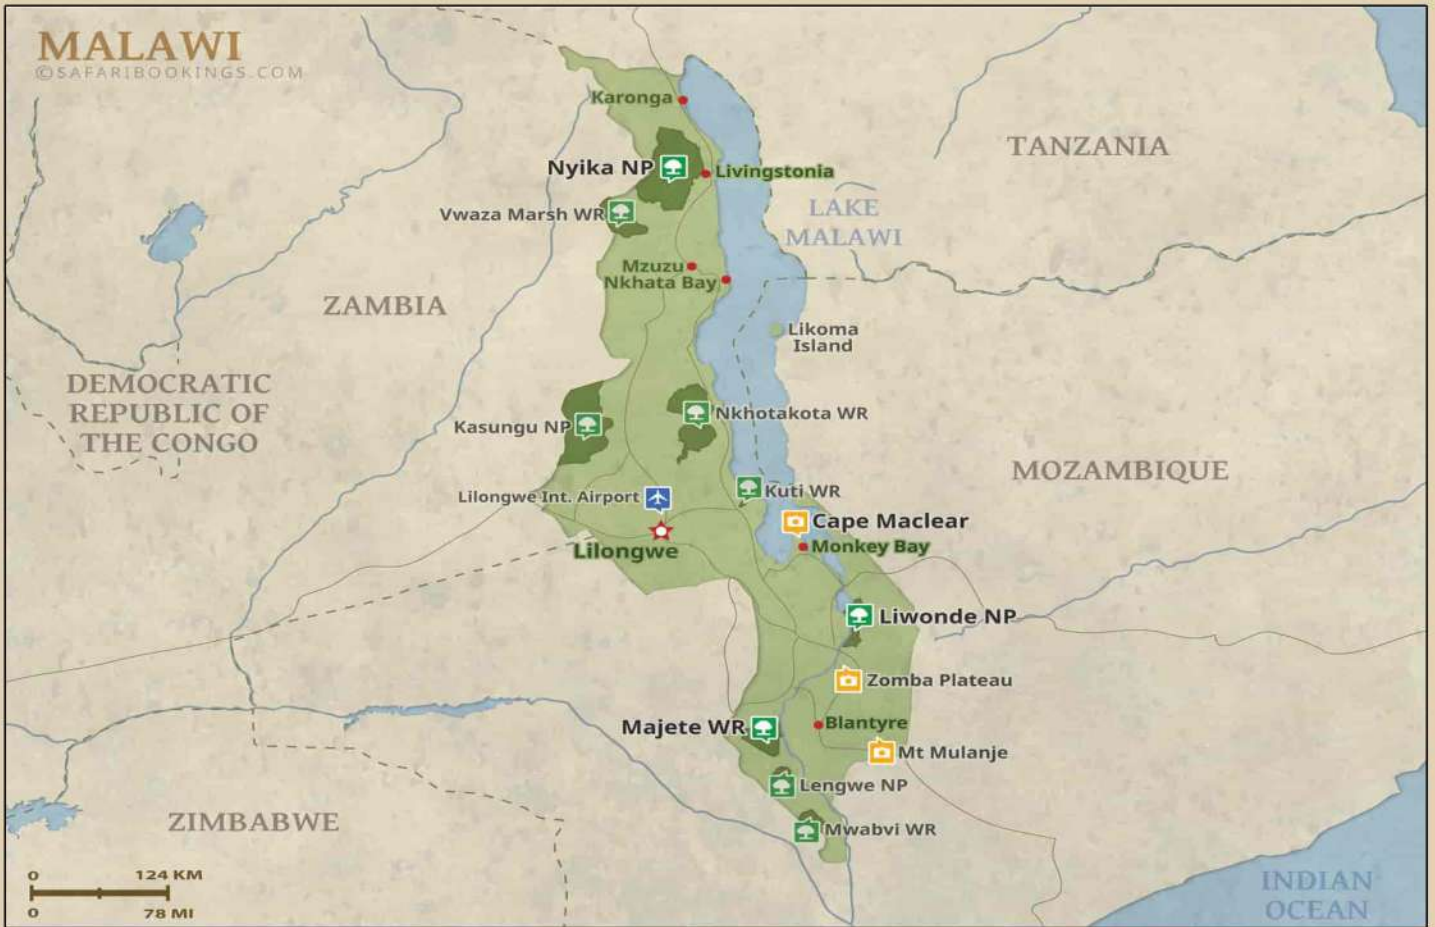 MALAWI
©SAFARIBOOKINGS.COM
Karonga
TANZANIA
Nyika NP
Livingstonia
Vwaza Marsh WR
LAKE
MALAWI
Mzuzu
Nkhata Bay
ZAMBIA
Likoma
Island
DEMOCRATIC
REPUBLIC OF
THE CONGO
Kasungu NP
Nkhotakota WR
MOZAMBIQUE
Lilongwe Int. Airport
Kuti WR
Cape Maclear
Lilongwe
Monkey Bay
Liwonde NP
Zomba Plateau
Majete WR
Blantyre
Mt Mulanje
Lengwe NP
ZIMBABWE
Mwabvi WR
0 124 KM
0 78 MI
INDIAN
OCEAN